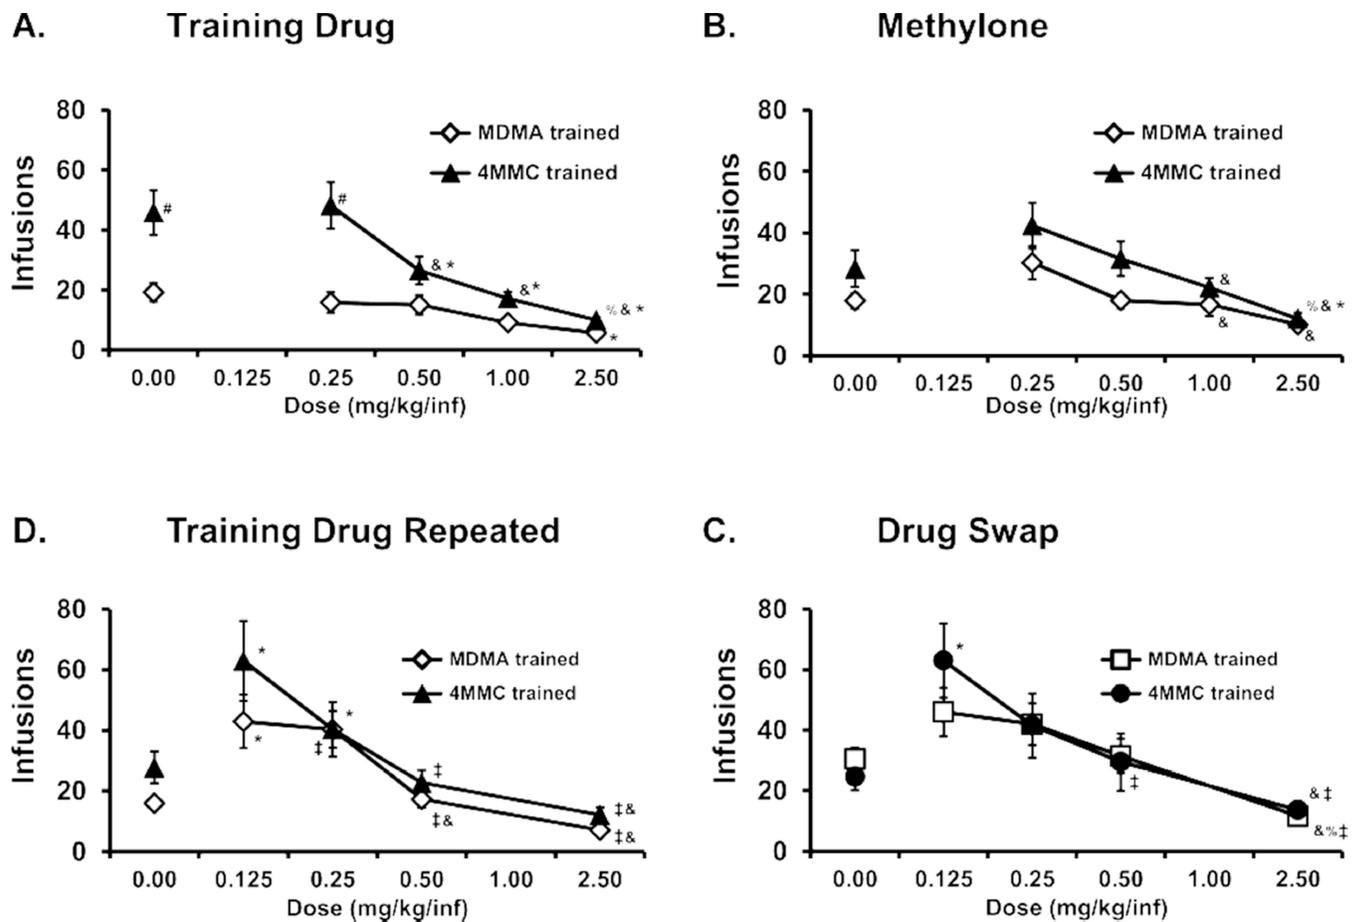 A. Training Drug
80
60
40
20
0
Infusions
MDMA trained
4MMC trained
#
#
& *
& *
% & *
*
0.00 0.125 0.25 0.50 1.00 2.50
Dose (mg/kg/inf)
B. Methylone
80
60
40
20
0
Infusions
MDMA trained
4MMC trained
&
&
% & *
&
0.00 0.125 0.25 0.50 1.00 2.50
Dose (mg/kg/inf)
D. Training Drug Repeated
80
60
40
20
0
Infusions
MDMA trained
4MMC trained
*
*
*
‡
‡
‡&
‡&
‡&
0.00 0.125 0.25 0.50 1.00 2.50
Dose (mg/kg/inf)
C. Drug Swap
80
60
40
20
0
Infusions
MDMA trained
4MMC trained
*
‡
& ‡
&%‡
0.00 0.125 0.25 0.50 1.00 2.50
Dose (mg/kg/inf)